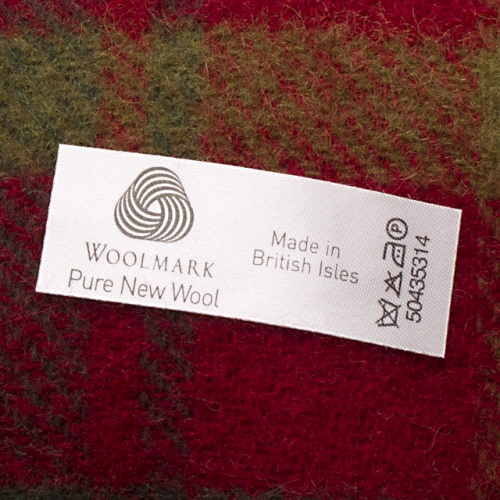 WOOLMARK
Pure New Wool
Made in
British Isles
P
50435314